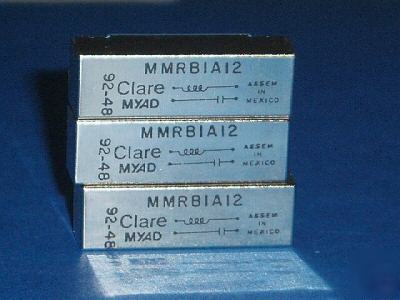 MMRB1A12
92-48
Clare
MYAD
ASSEM
IN
MEXICO
MMRB1A12
92-48
Clare
MYAD
ASSEM
IN
MEXICO
MMRB1A12
92-48
Clare
MYAD
ASSEM
IN
MEXICO